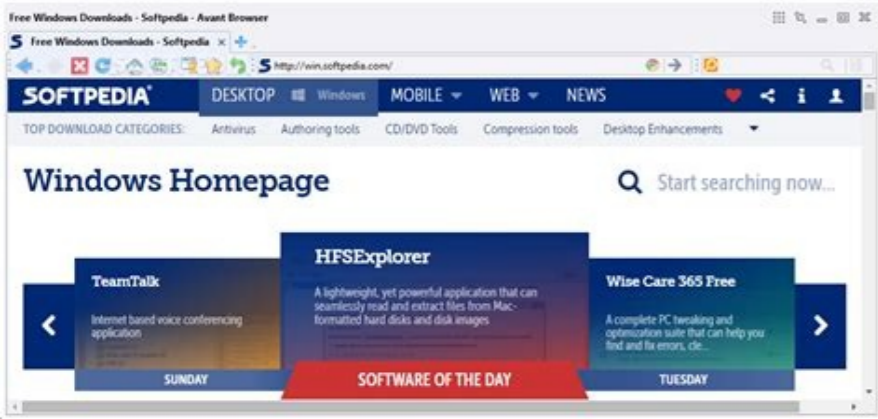 Free Windows Downloads - Softpedia - Avant Browser
Free Windows Downloads - Softpedia
http://win.softpedia.com/
SOFTPEDIA DESKTOP Windows MOBILE WEB NEWS
TOP DOWNLOAD CATEGORIES: Antivirus Authoring tools CD/DVD Tools Compression tools Desktop Enhancements
Windows Homepage
Start searching now...
TeamTalk
Internet based voice conferencing
application
SUNDAY
HFSExplorer
A lightweight, yet powerful application that can
seamlessly read and extract files from Mac-
formatted hard disks and disk images
SOFTWARE OF THE DAY
Wise Care 365 Free
A complete PC tweaking and
optimization suite that can help you
find and fix errors, cle...
TUESDAY